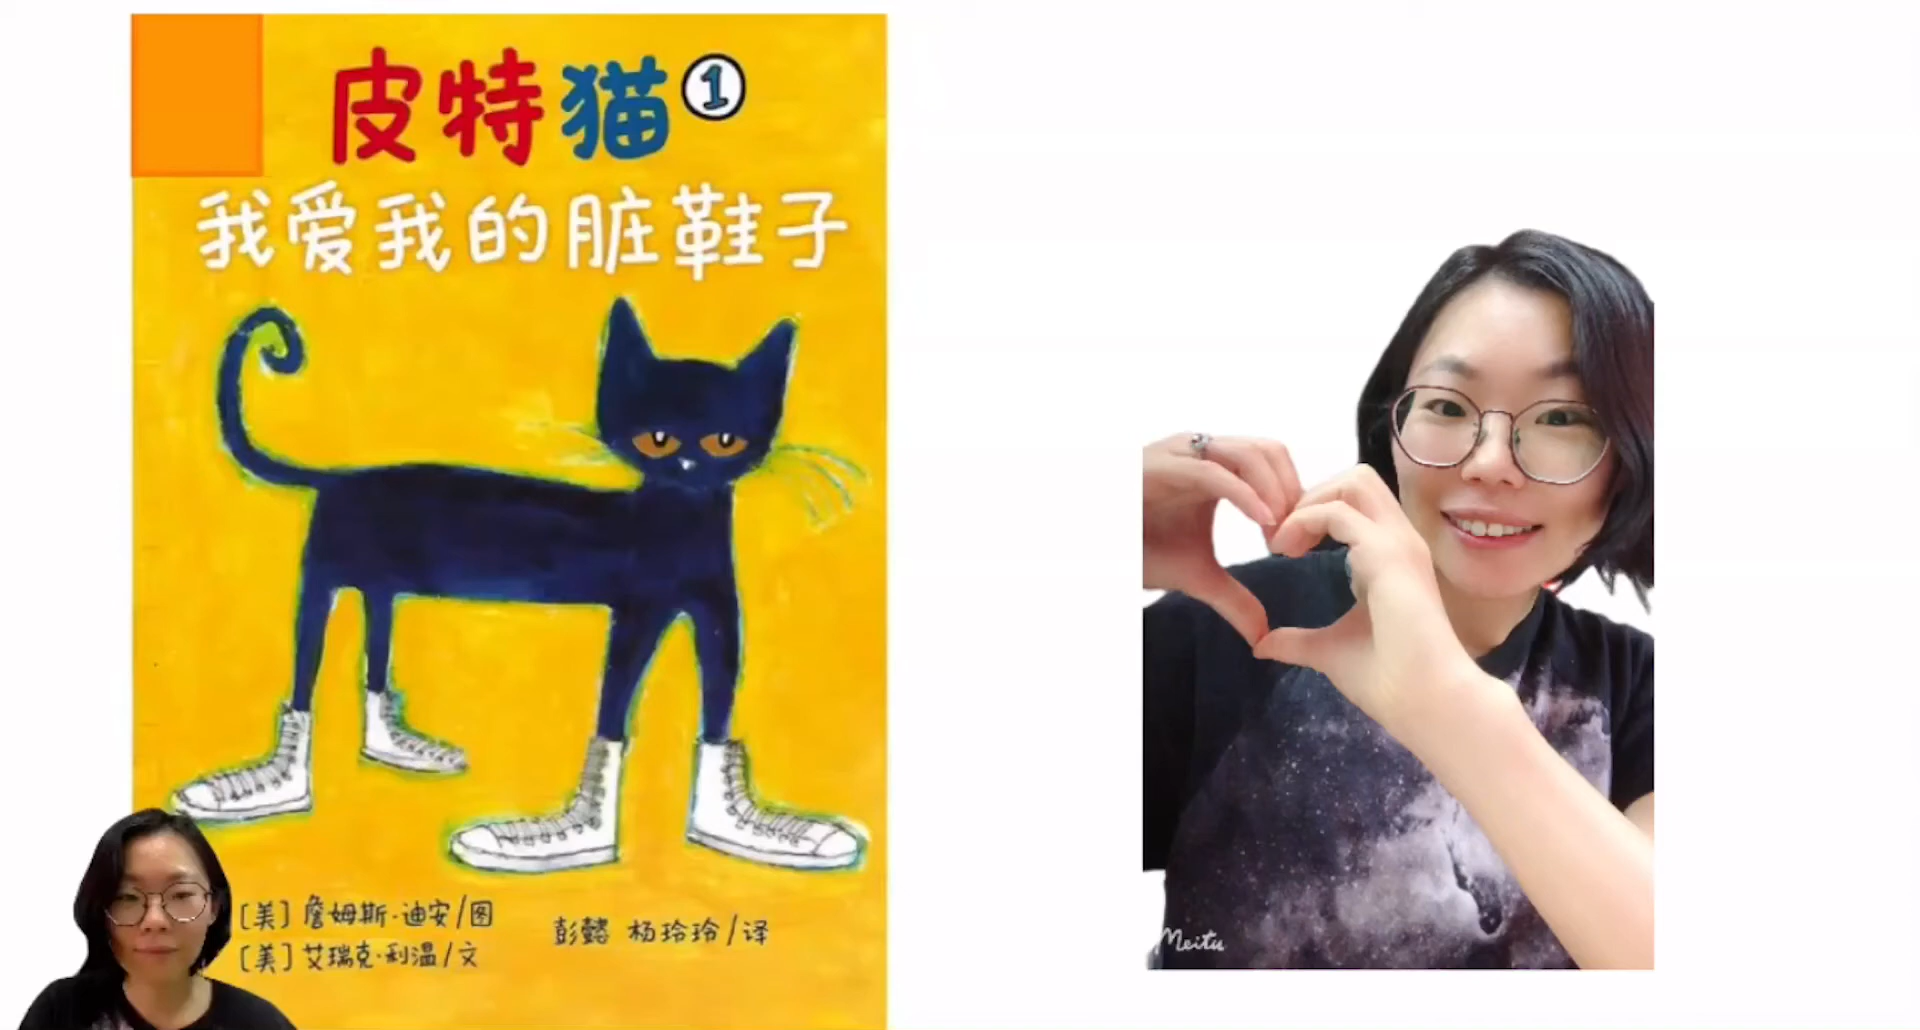 皮特猫①
我爱我的脏鞋子
[美] 詹姆斯·迪安/图
[美] 艾瑞克·利温/文
彭懿 杨玲玲/译
Meitu